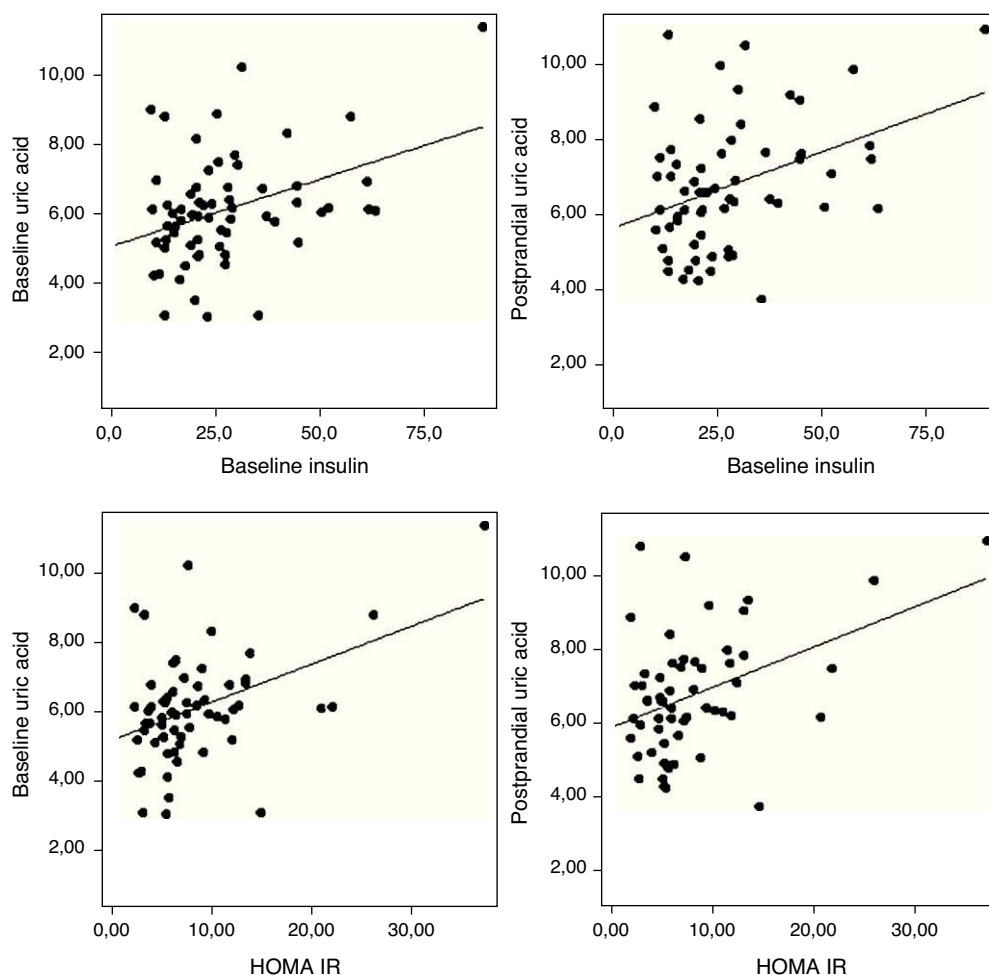 Baseline uric acid
10,00
8,00
6,00
4,00
2,00
0,0 25,0 50,0 75,0
Baseline insulin
Postprandial uric acid
10,00
8,00
6,00
4,00
2,00
0,0 25,0 50,0 75,0
Baseline insulin
Baseline uric acid
10,00
8,00
6,00
4,00
2,00
0,00 10,00 20,00 30,00
HOMA IR
Postprandial uric acid
10,00
8,00
6,00
4,00
2,00
0,00 10,00 20,00 30,00
HOMA IR